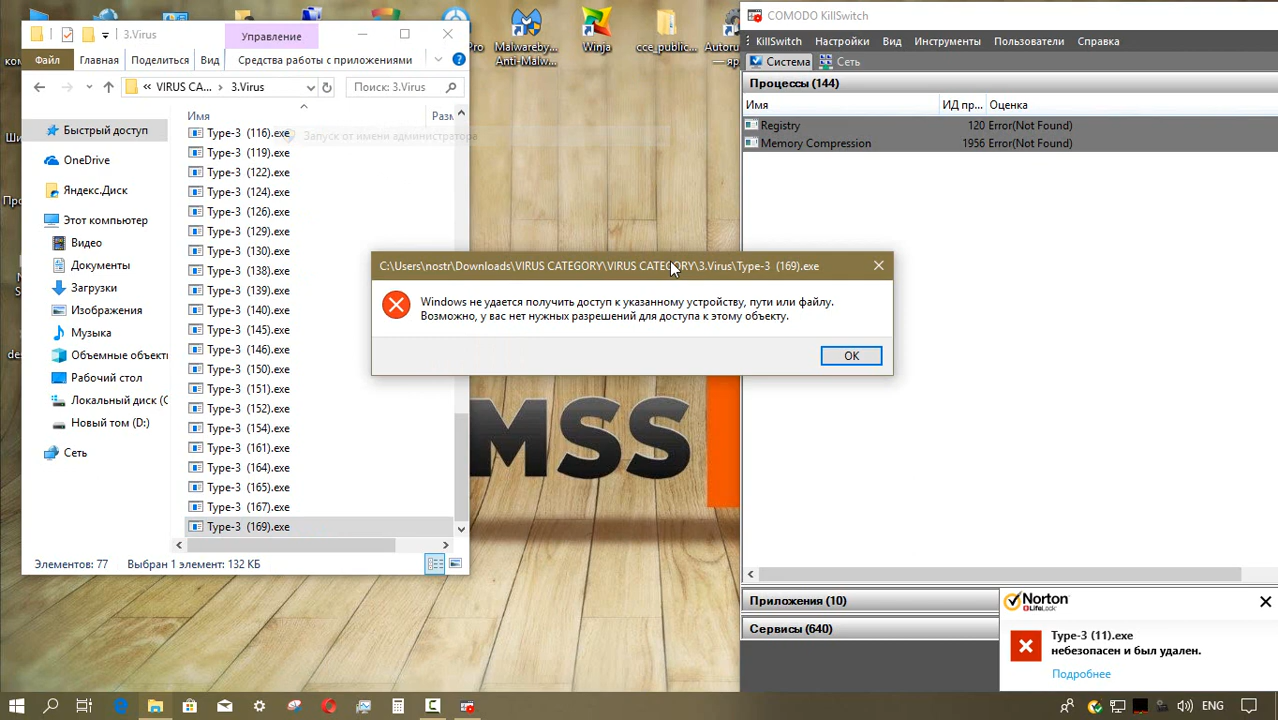 3.Virus
Управление
Файл
Главная
Поделиться
Вид
Средства работы с приложениями
« VIRUS CA... > 3.Virus
Поиск: 3.Virus
Быстрый доступ
OneDrive
Яндекс.Диск
Этот компьютер
Видео
Документы
Загрузки
Изображения
Музыка
Объемные объект
Рабочий стол
Локальный диск (C
Новый том (D:)
Сеть
Имя
Разм
Type-3 (116).exe
Запуск от имени администратора
Type-3 (119).exe
Type-3 (122).exe
Type-3 (124).exe
Type-3 (126).exe
Type-3 (129).exe
Type-3 (130).exe
Type-3 (138).exe
Type-3 (139).exe
Type-3 (140).exe
Type-3 (145).exe
Type-3 (146).exe
Type-3 (150).exe
Type-3 (151).exe
Type-3 (152).exe
Type-3 (154).exe
Type-3 (161).exe
Type-3 (164).exe
Type-3 (165).exe
Type-3 (167).exe
Type-3 (169).exe
Элементов: 77
Выбран 1 элемент: 132 КБ
Malwareby...
Anti-Malw...
Winja
cce_public...
MSS
C:\Users\nostr\Downloads\VIRUS CATEGORY\VIRUS CATEGORY\3.Virus\Type-3 (169).exe
Windows не удается получить доступ к указанному устройству, пути или файлу.
Возможно, у вас нет нужных разрешений для доступа к этому объекту.
OK
COMODO KillSwitch
KillSwitch
Настройки
Вид
Инструменты
Пользователи
Справка
Система
Сеть
Процессы (144)
Имя
ИД пр...
Оценка
Registry 120 Error(Not Found)
Memory Compression 1956 Error(Not Found)
Приложения (10)
Сервисы (640)
Norton
LifeLock
Type-3 (11).exe
небезопасен и был удален.
Подробнее
ENG